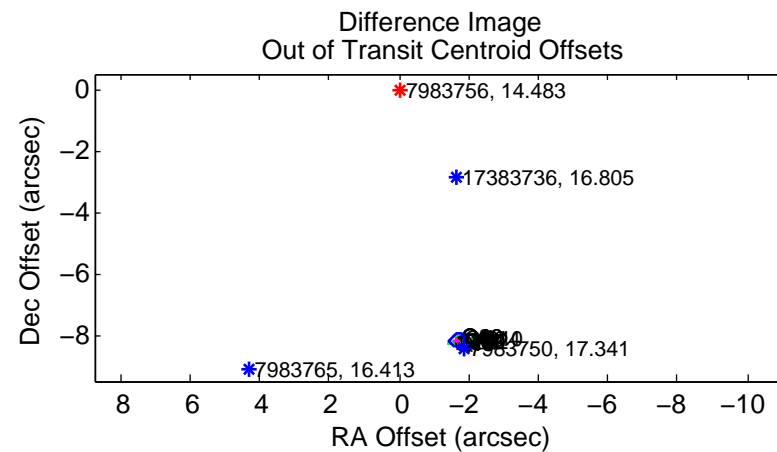 Difference Image
Out of Transit Centroid Offsets
0
−2
−4
−6
−8
Dec Offset (arcsec)
7983756, 14.483
17383736, 16.805
7983750, 17.341
7983765, 16.413
8 6 4 2 0 −2 −4 −6 −8 −10
RA Offset (arcsec)